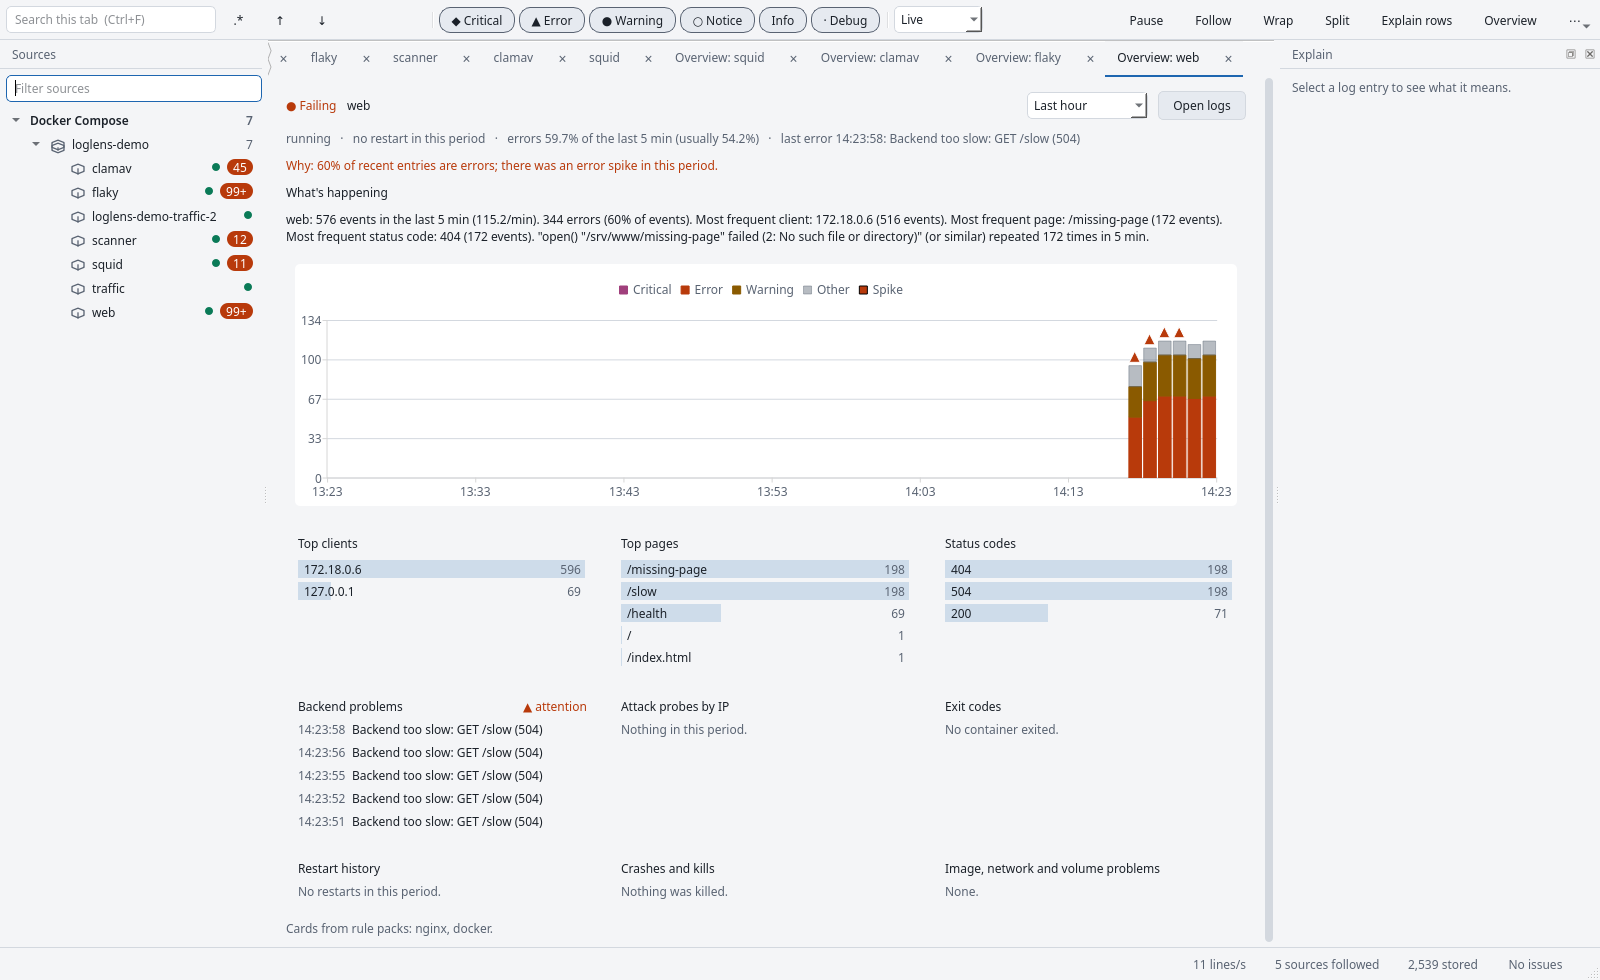 Search this tab (Ctrl+F) .* ↑ ↓ ◆ Critical ▲ Error ● Warning ○ Notice Info · Debug Live Pause Follow Wrap Split Explain rows Overview ...
Sources
× flaky × scanner × clamav × squid × Overview: squid × Overview: clamav × Overview: flaky × Overview: web ×
Explain
Filter sources
Select a log entry to see what it means.
Docker Compose 7
loglens-demo 7
clamav 45
flaky 99+
loglens-demo-traffic-2
scanner 12
squid 11
traffic
web 99+
● Failing web Last hour Open logs
running · no restart in this period · errors 59.7% of the last 5 min (usually 54.2%) · last error 14:23:58: Backend too slow: GET /slow (504)
Why: 60% of recent entries are errors; there was an error spike in this period.
What's happening
web: 576 events in the last 5 min (115.2/min). 344 errors (60% of events). Most frequent client: 172.18.0.6 (516 events). Most frequent page: /missing-page (172 events).
Most frequent status code: 404 (172 events). "open() "/srv/www/missing-page" failed (2: No such file or directory)" (or similar) repeated 172 times in 5 min.
Critical Error Warning Other Spike
134
100
67
33
0
13:23 13:33 13:43 13:53 14:03 14:13 14:23
Top clients
172.18.0.6 596
127.0.0.1 69
Top pages
/missing-page 198
/slow 198
/health 69
/ 1
/index.html 1
Status codes
404 198
504 198
200 71
Backend problems ▲ attention
14:23:58 Backend too slow: GET /slow (504)
14:23:56 Backend too slow: GET /slow (504)
14:23:55 Backend too slow: GET /slow (504)
14:23:52 Backend too slow: GET /slow (504)
14:23:51 Backend too slow: GET /slow (504)
Attack probes by IP
Nothing in this period.
Exit codes
No container exited.
Restart history
No restarts in this period.
Crashes and kills
Nothing was killed.
Image, network and volume problems
None.
Cards from rule packs: nginx, docker.
11 lines/s 5 sources followed 2,539 stored No issues